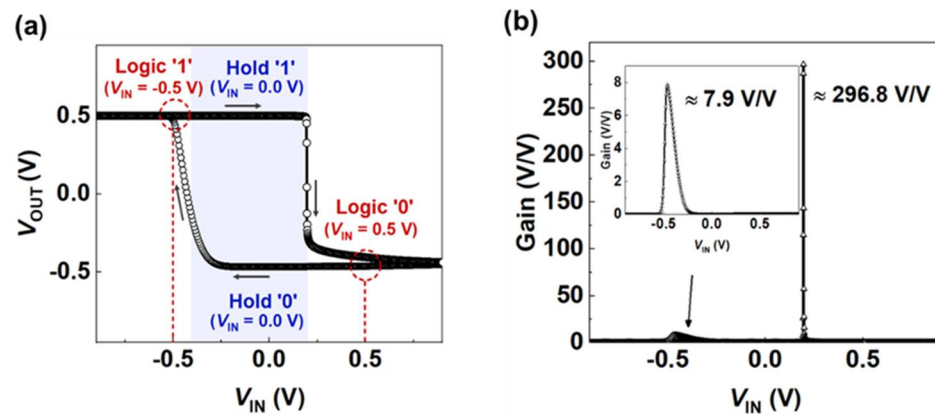 (a)
Logic '1'
(VIN = -0.5 V)
Hold '1'
(VIN = 0.0 V)
0.5
0.0
-0.5
VOUT (V)
Logic '0'
(VIN = 0.5 V)
Hold '0'
(VIN = 0.0 V)
-0.5
0.0
0.5
VIN (V)
(b)
300
250
200
150
100
50
0
Gain (V/V)
8
6
4
2
0
Gain (V/V)
≈ 7.9 V/V
-0.5
0.0
0.5
VIN (V)
≈ 296.8 V/V
-0.5
0.0
0.5
VIN (V)